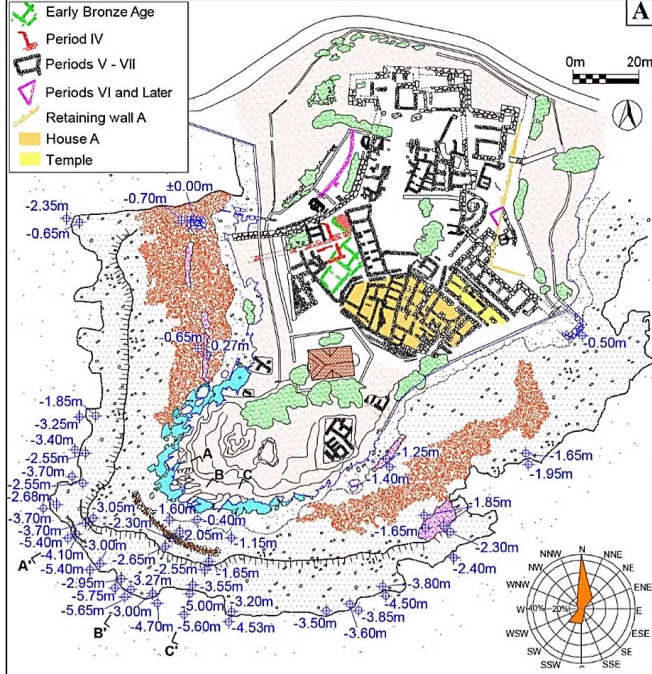 Early Bronze Age
Period IV
Periods V - VII
Periods VI and Later
Retaining wall A
House A
Temple
A
0m 20m
±0.00m
-0.70m
-2.35m
-0.65m
0.65m
0.27m
0.50m
-1.85m
-3.25m
-3.40m
-2.55m
-3.70m
-2.55m
-2.68m
-3.70m
-3.70m
-5.40m
-4.10m
-5.40m
-2.95m
-5.75m
-5.65m
A
B
C
-3.05m
-2.30m
1.60m
-0.40m
2.05m
-1.15m
3.00m
-2.65m
-2.55m
-1.65m
-3.27m
-3.55m
3.00m
5.00m
-3.20m
-4.70m
-5.60m
-4.53m
-1.25m
1.40m
-1.65m
-1.95m
-1.85m
-1.65m
-2.30m
-2.40m
-3.80m
-4.50m
-3.85m
-3.50m
-3.60m
A'
B'
C'
N
NNE
NE
ENE
E
ESE
SE
SSE
SSW
SW
WSW
W
WNW
NW
NNW
40%
20%